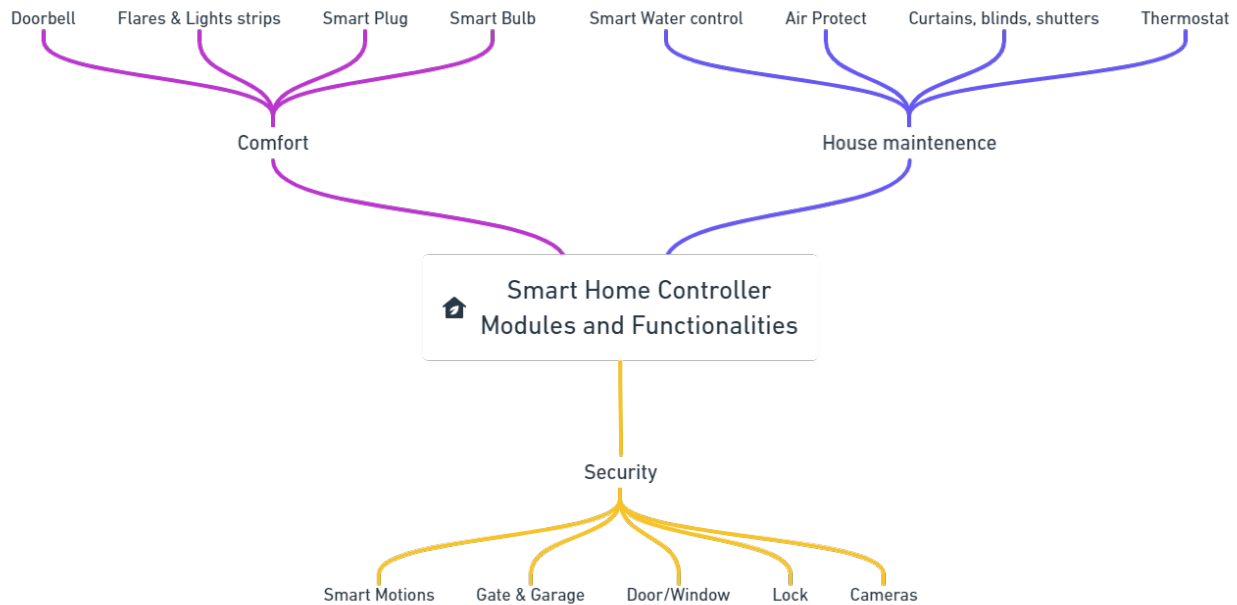 Doorbell
Flares & Lights strips
Smart Plug
Smart Bulb
Smart Water control
Air Protect
Curtains, blinds, shutters
Thermostat
Comfort
House maintenence
Smart Home Controller
Modules and Functionalities
Security
Smart Motions
Gate & Garage
Door/Window
Lock
Cameras